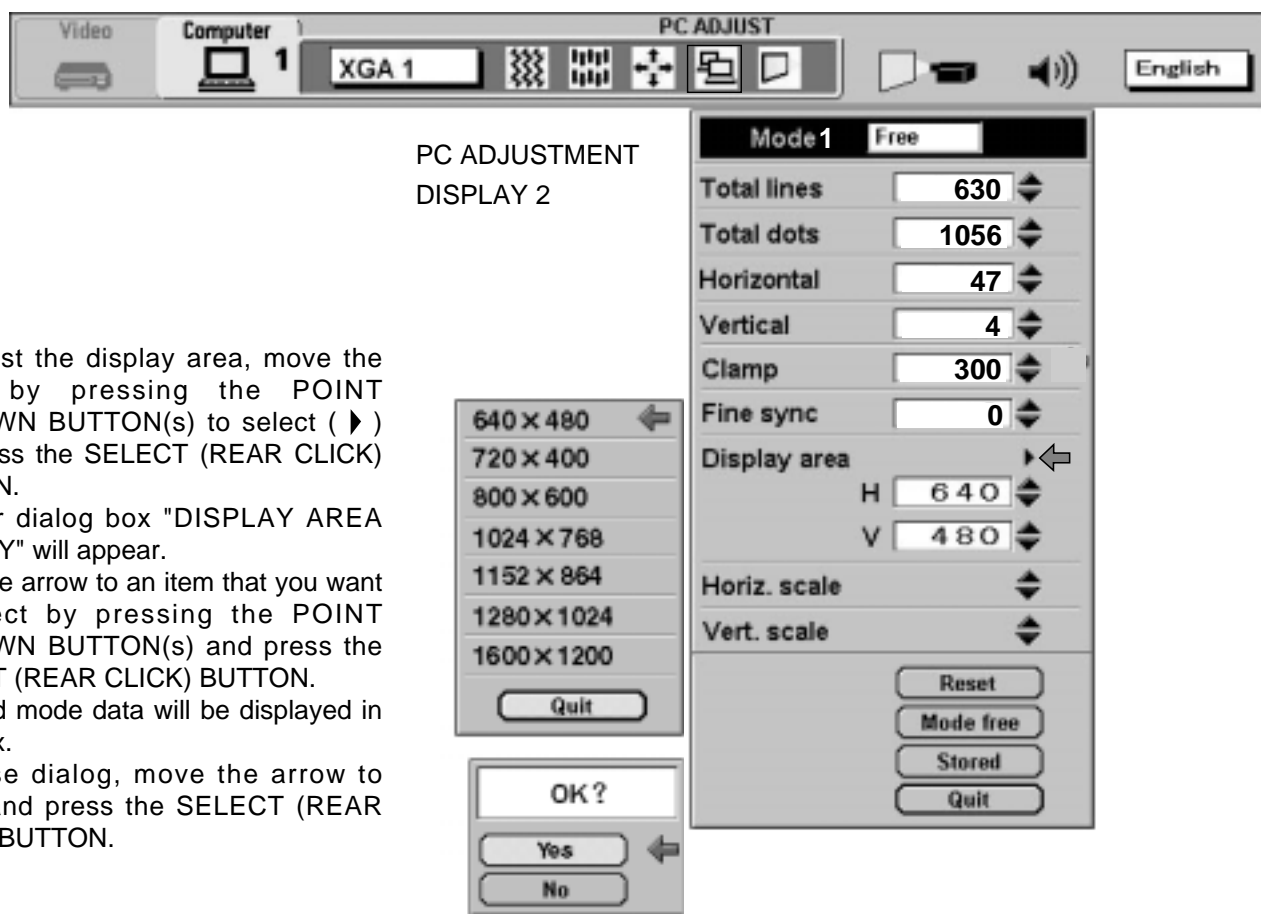 Video
Computer
1
PC ADJUST
XGA 1
English
PC ADJUSTMENT
DISPLAY 2
Mode 1 Free
Total lines 630
Total dots 1056
Horizontal 47
Vertical 4
Clamp 300
Fine sync 0
Display area
H 640
V 480
Horiz. scale
Vert. scale
Reset
Mode free
Stored
Quit
640 × 480
720 × 400
800 × 600
1024 × 768
1152 × 864
1280 × 1024
1600 × 1200
Quit
OK?
Yes
No
st the display area, move the
by pressing the POINT
WN BUTTON(s) to select ( )
ss the SELECT (REAR CLICK)
N.
r dialog box "DISPLAY AREA
Y" will appear.
e arrow to an item that you want
ect by pressing the POINT
WN BUTTON(s) and press the
T (REAR CLICK) BUTTON.
d mode data will be displayed in
x.
se dialog, move the arrow to
nd press the SELECT (REAR
BUTTON.